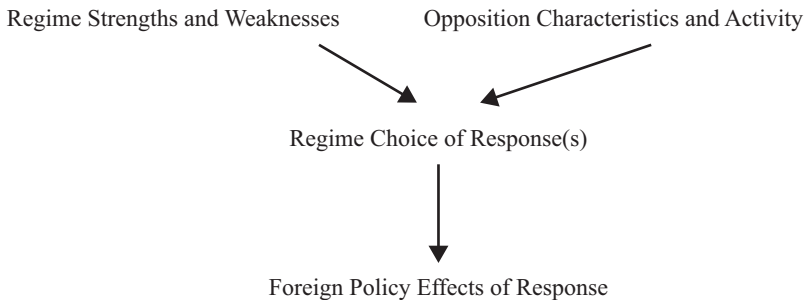 Regime Strengths and Weaknesses
Opposition Characteristics and Activity
Regime Choice of Response(s)
Foreign Policy Effects of Response